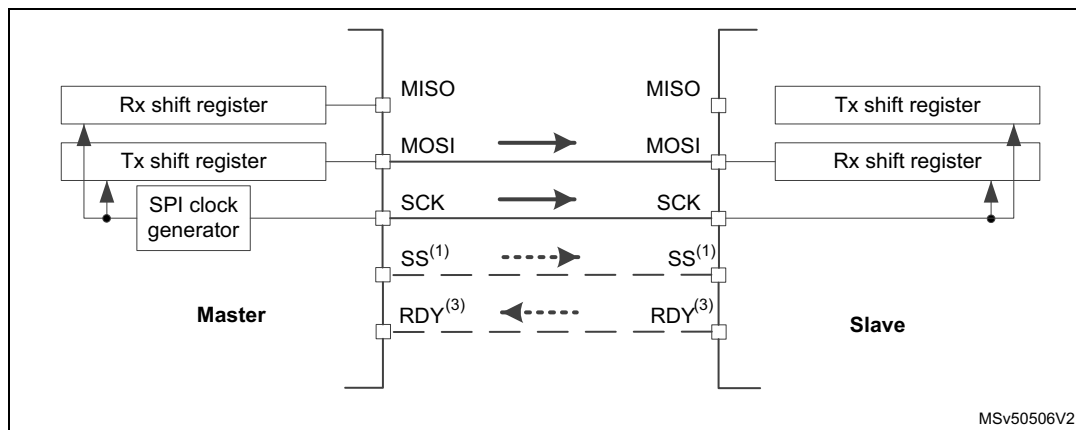 MISO MISO
Rx shift register Tx shift register
MOSI MOSI
Tx shift register Rx shift register
SPI clock
generator
SCK SCK
SS(1) SS(1)
RDY(3) RDY(3)
Master Slave
MSv50506V2